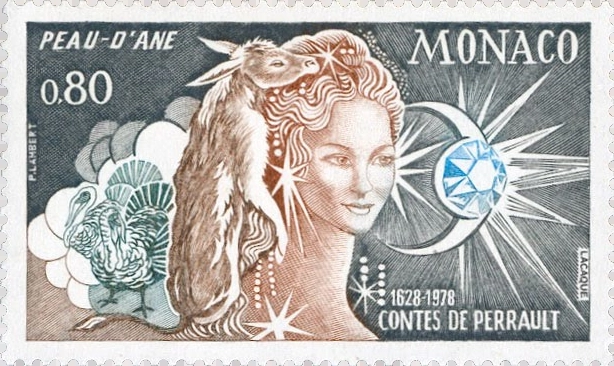 PEAU-D'ANE
MONACO
0,80
P. LAMBERT
1628-1978
CONTES DE PERRAULT
LACAQUE